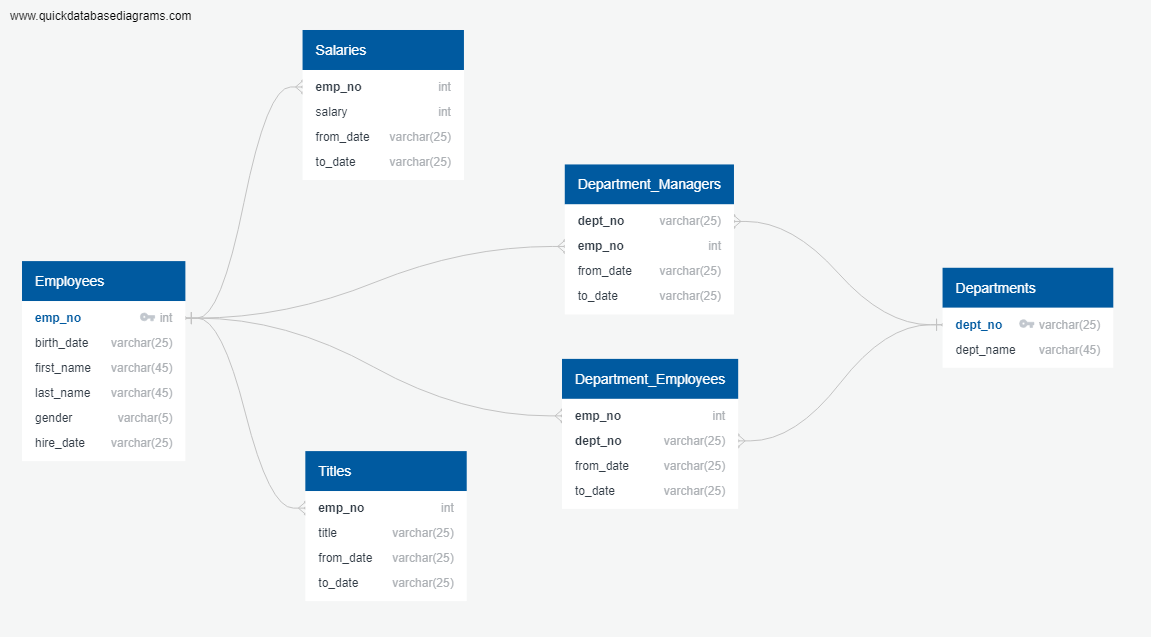 www.quickdatabasediagrams.com
Salaries
emp_no int
salary int
from_date varchar(25)
to_date varchar(25)
Department_Managers
dept_no varchar(25)
emp_no int
from_date varchar(25)
to_date varchar(25)
Employees
emp_no int
birth_date varchar(25)
first_name varchar(45)
last_name varchar(45)
gender varchar(5)
hire_date varchar(25)
Departments
dept_no varchar(25)
dept_name varchar(45)
Department_Employees
emp_no int
dept_no varchar(25)
from_date varchar(25)
to_date varchar(25)
Titles
emp_no int
title varchar(25)
from_date varchar(25)
to_date varchar(25)